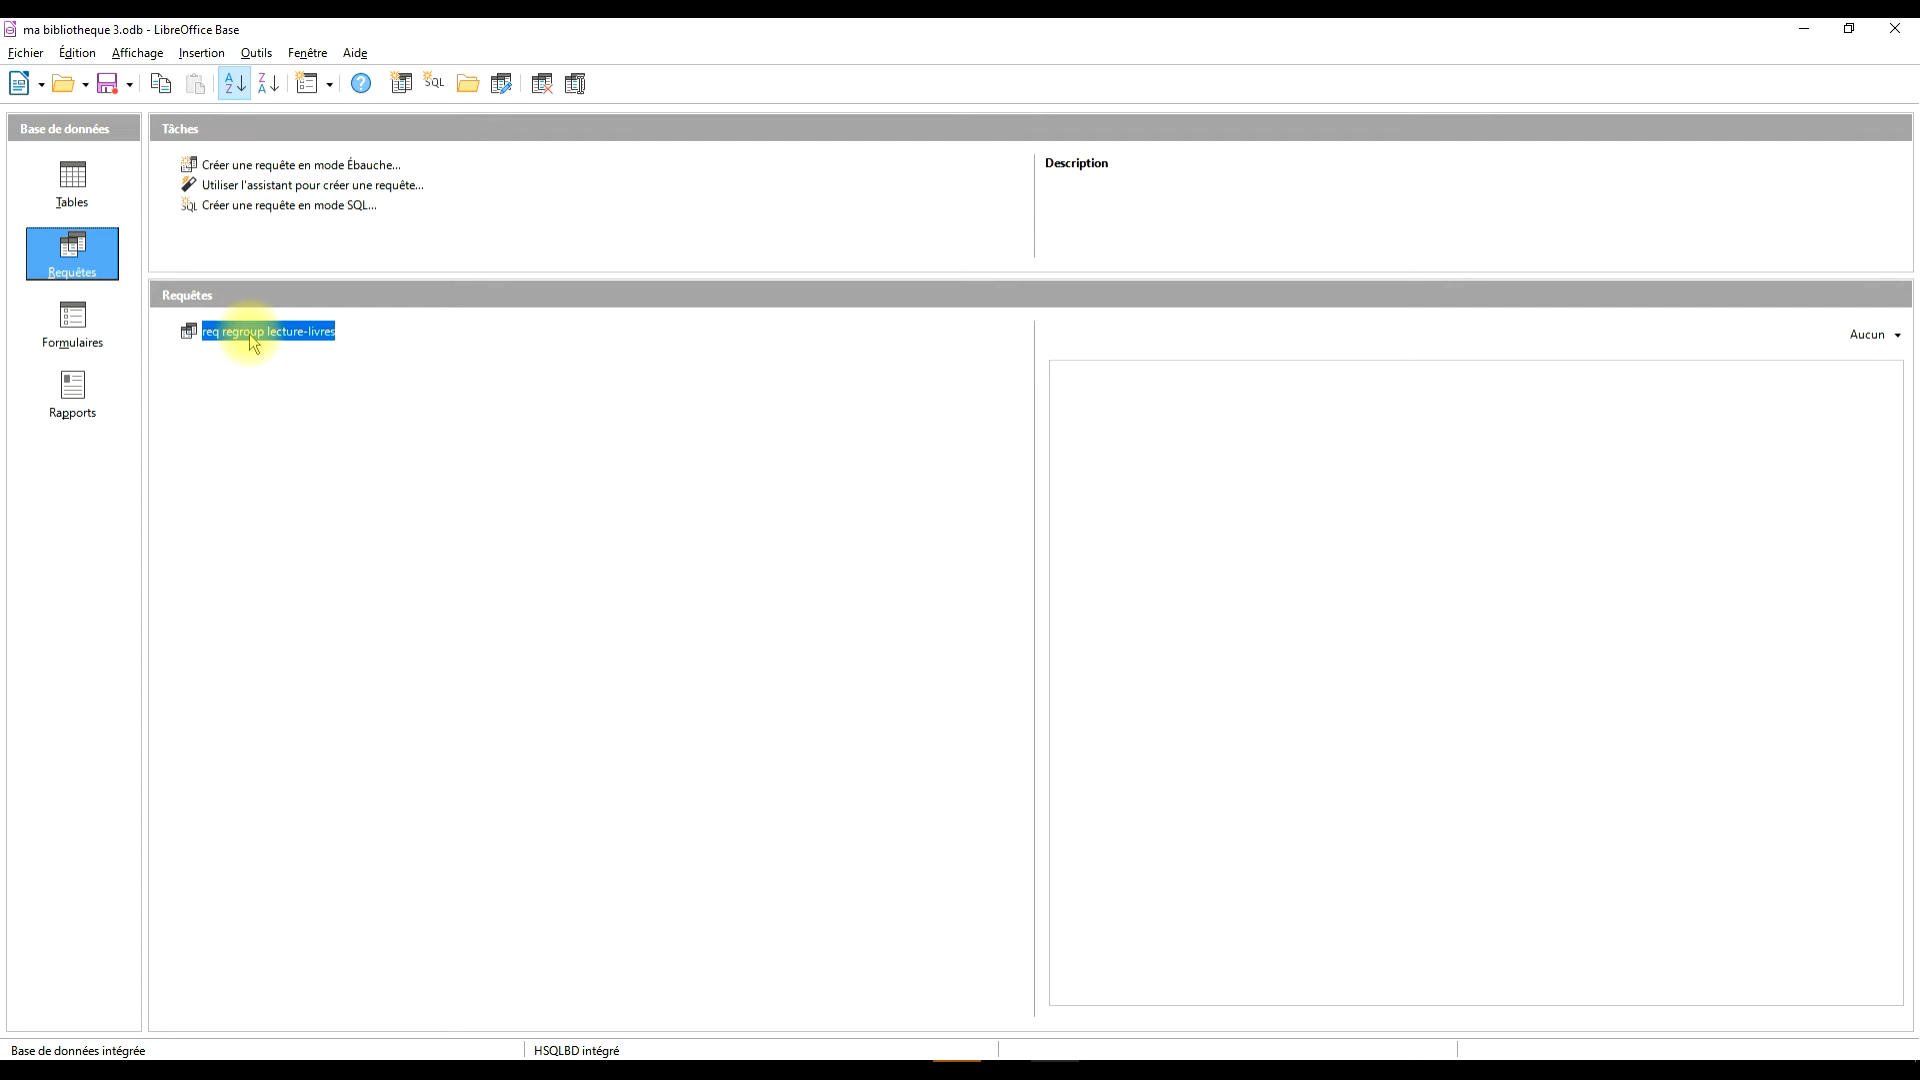 ma bibliotheque 3.odb - LibreOffice Base
Fichier Édition Affichage Insertion Outils Fenêtre Aide
A Z Z A SQL
Base de données
Tables
Requêtes
Formulaires
Rapports
Tâches
Créer une requête en mode Ébauche...
Utiliser l'assistant pour créer une requête...
SQL Créer une requête en mode SQL...
Description
Requêtes
req regroup lecture-livres
Aucun
Base de données intégrée HSQLBD intégré